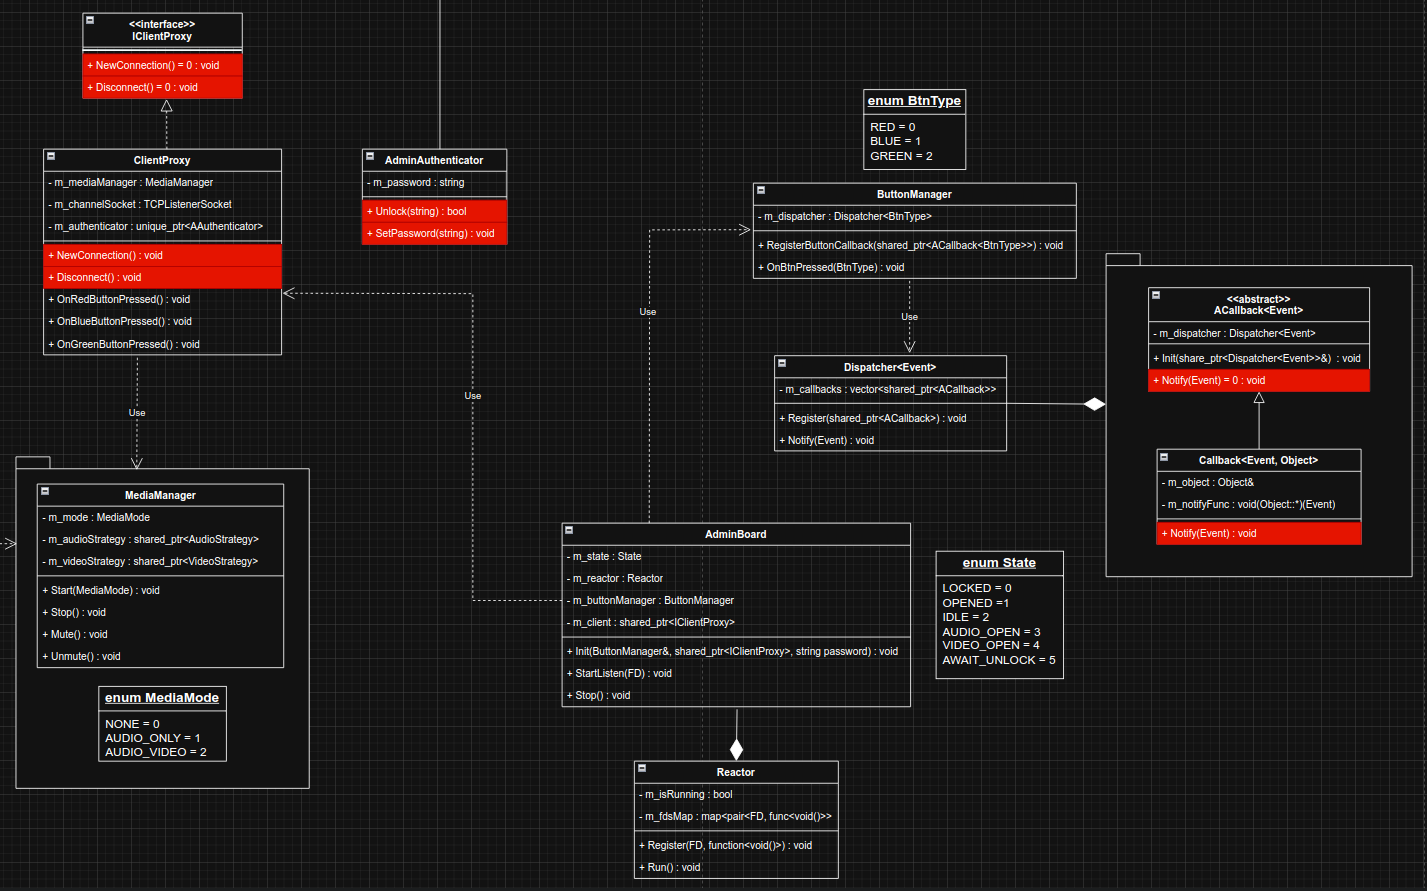 <<interface>>
IClientProxy
+ NewConnection() = 0 : void
+ Disconnect() = 0 : void
ClientProxy
- m_mediaManager : MediaManager
- m_channelSocket : TCPListenerSocket
- m_authenticator : unique_ptr<AAuthenticator>
+ NewConnection() : void
+ Disconnect() : void
+ OnRedButtonPressed() : void
+ OnBlueButtonPressed() : void
+ OnGreenButtonPressed() : void
Use
AdminAuthenticator
- m_password : string
+ Unlock(string) : bool
+ SetPassword(string) : void
enum BtnType
RED = 0
BLUE = 1
GREEN = 2
ButtonManager
- m_dispatcher : Dispatcher<BtnType>
+ RegisterButtonCallback(shared_ptr<ACallback<BtnType>>) : void
+ OnBtnPressed(BtnType) : void
Use
Use
Use
Dispatcher<Event>
- m_callbacks : vector<shared_ptr<ACallback>>
+ Register(shared_ptr<ACallback>) : void
+ Notify(Event) : void
<<abstract>>
ACallback<Event>
- m_dispatcher : Dispatcher<Event>
+ Init(share_ptr<Dispatcher<Event>>&) : void
+ Notify(Event) = 0 : void
Callback<Event, Object>
- m_object : Object&
- m_notifyFunc : void(Object::*)(Event)
+ Notify(Event) : void
MediaManager
- m_mode : MediaMode
- m_audioStrategy : shared_ptr<AudioStrategy>
- m_videoStrategy : shared_ptr<VideoStrategy>
+ Start(MediaMode) : void
+ Stop() : void
+ Mute() : void
+ Unmute() : void
enum MediaMode
NONE = 0
AUDIO_ONLY = 1
AUDIO_VIDEO = 2
AdminBoard
- m_state : State
- m_reactor : Reactor
- m_buttonManager : ButtonManager
- m_client : shared_ptr<IClientProxy>
+ Init(ButtonManager&, shared_ptr<IClientProxy>, string password) : void
+ StartListen(FD) : void
+ Stop() : void
enum State
LOCKED = 0
OPENED =1
IDLE = 2
AUDIO_OPEN = 3
VIDEO_OPEN = 4
AWAIT_UNLOCK = 5
Reactor
- m_isRunning : bool
- m_fdsMap : map<pair<FD, func<void()>>
+ Register(FD, function<void()>) : void
+ Run() : void